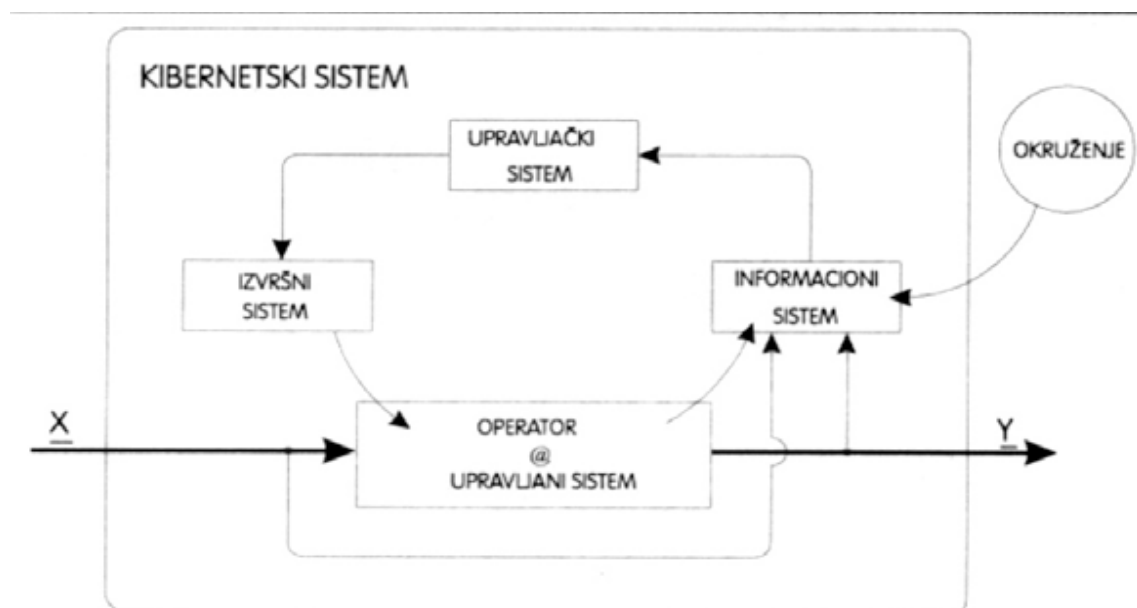 KIBERNETSKI SISTEM
UPRAVLJAČKI
SISTEM
OKRUŽENJE
IZVRŠNI
SISTEM
INFORMACIONI
SISTEM
X
OPERATOR
@
UPRAVLJANI SISTEM
Y